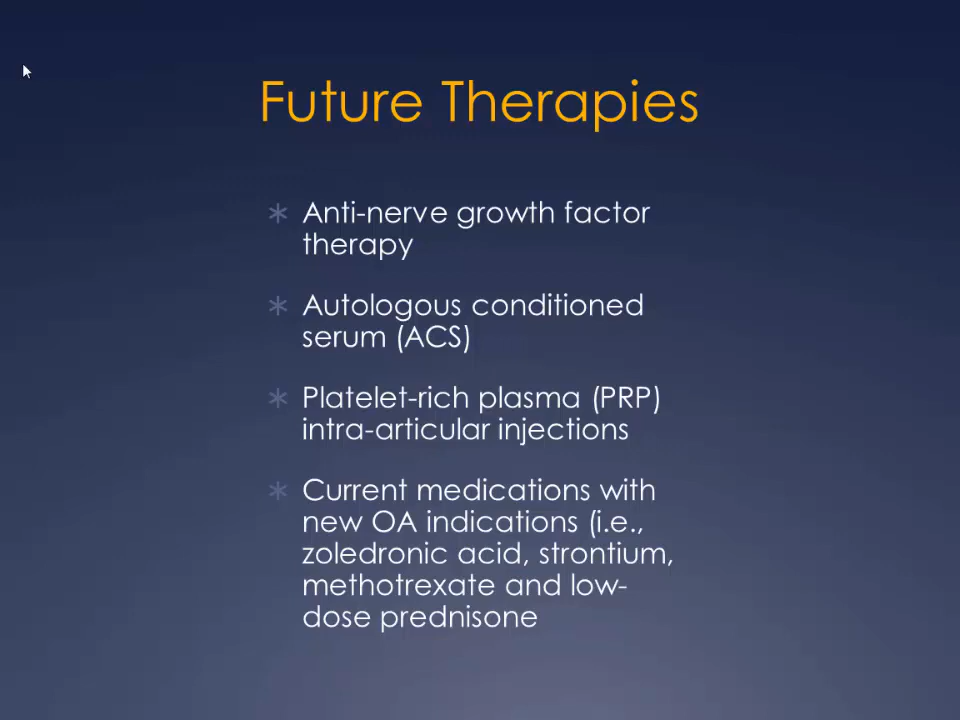 Future Therapies
Anti-nerve growth factor
therapy
Autologous conditioned
serum (ACS)
Platelet-rich plasma (PRP)
intra-articular injections
Current medications with
new OA indications (i.e.,
zoledronic acid, strontium,
methotrexate and low-
dose prednisone